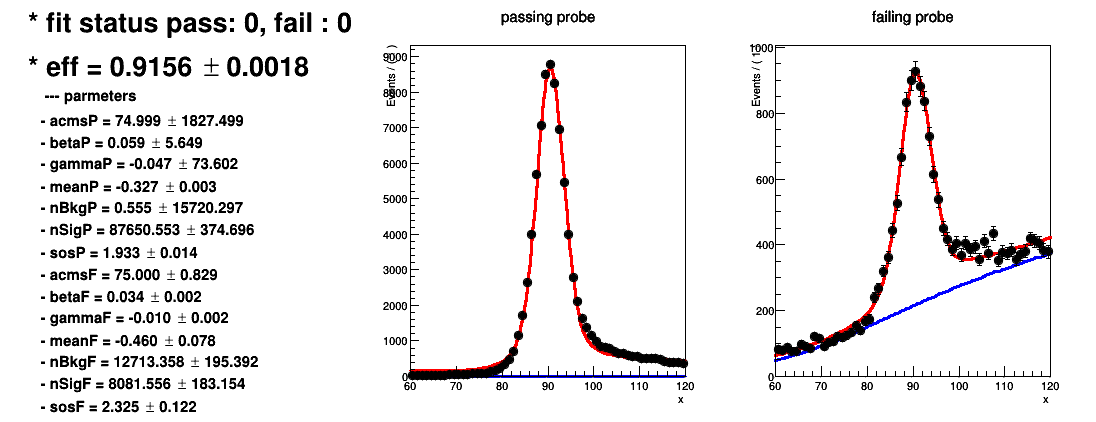 * fit status pass: 0, fail : 0
* eff = 0.9156 ± 0.0018
--- parmeters
- acmsP = 74.999 ± 1827.499
- betaP = 0.059 ± 5.649
- gammaP = -0.047 ± 73.602
- meanP = -0.327 ± 0.003
- nBkgP = 0.555 ± 15720.297
- nSigP = 87650.553 ± 374.696
- sosP = 1.933 ± 0.014
- acmsF = 75.000 ± 0.829
- betaF = 0.034 ± 0.002
- gammaF = -0.010 ± 0.002
- meanF = -0.460 ± 0.078
- nBkgF = 12713.358 ± 195.392
- nSigF = 8081.556 ± 183.154
- sosF = 2.325 ± 0.122
passing probe
Events / ( )
9000
8000
7000
6000
5000
4000
3000
2000
1000
0
60 70 80 90 100 110 120
x
failing probe
Events / ( )
1000
800
600
400
200
0
60 70 80 90 100 110 120
x